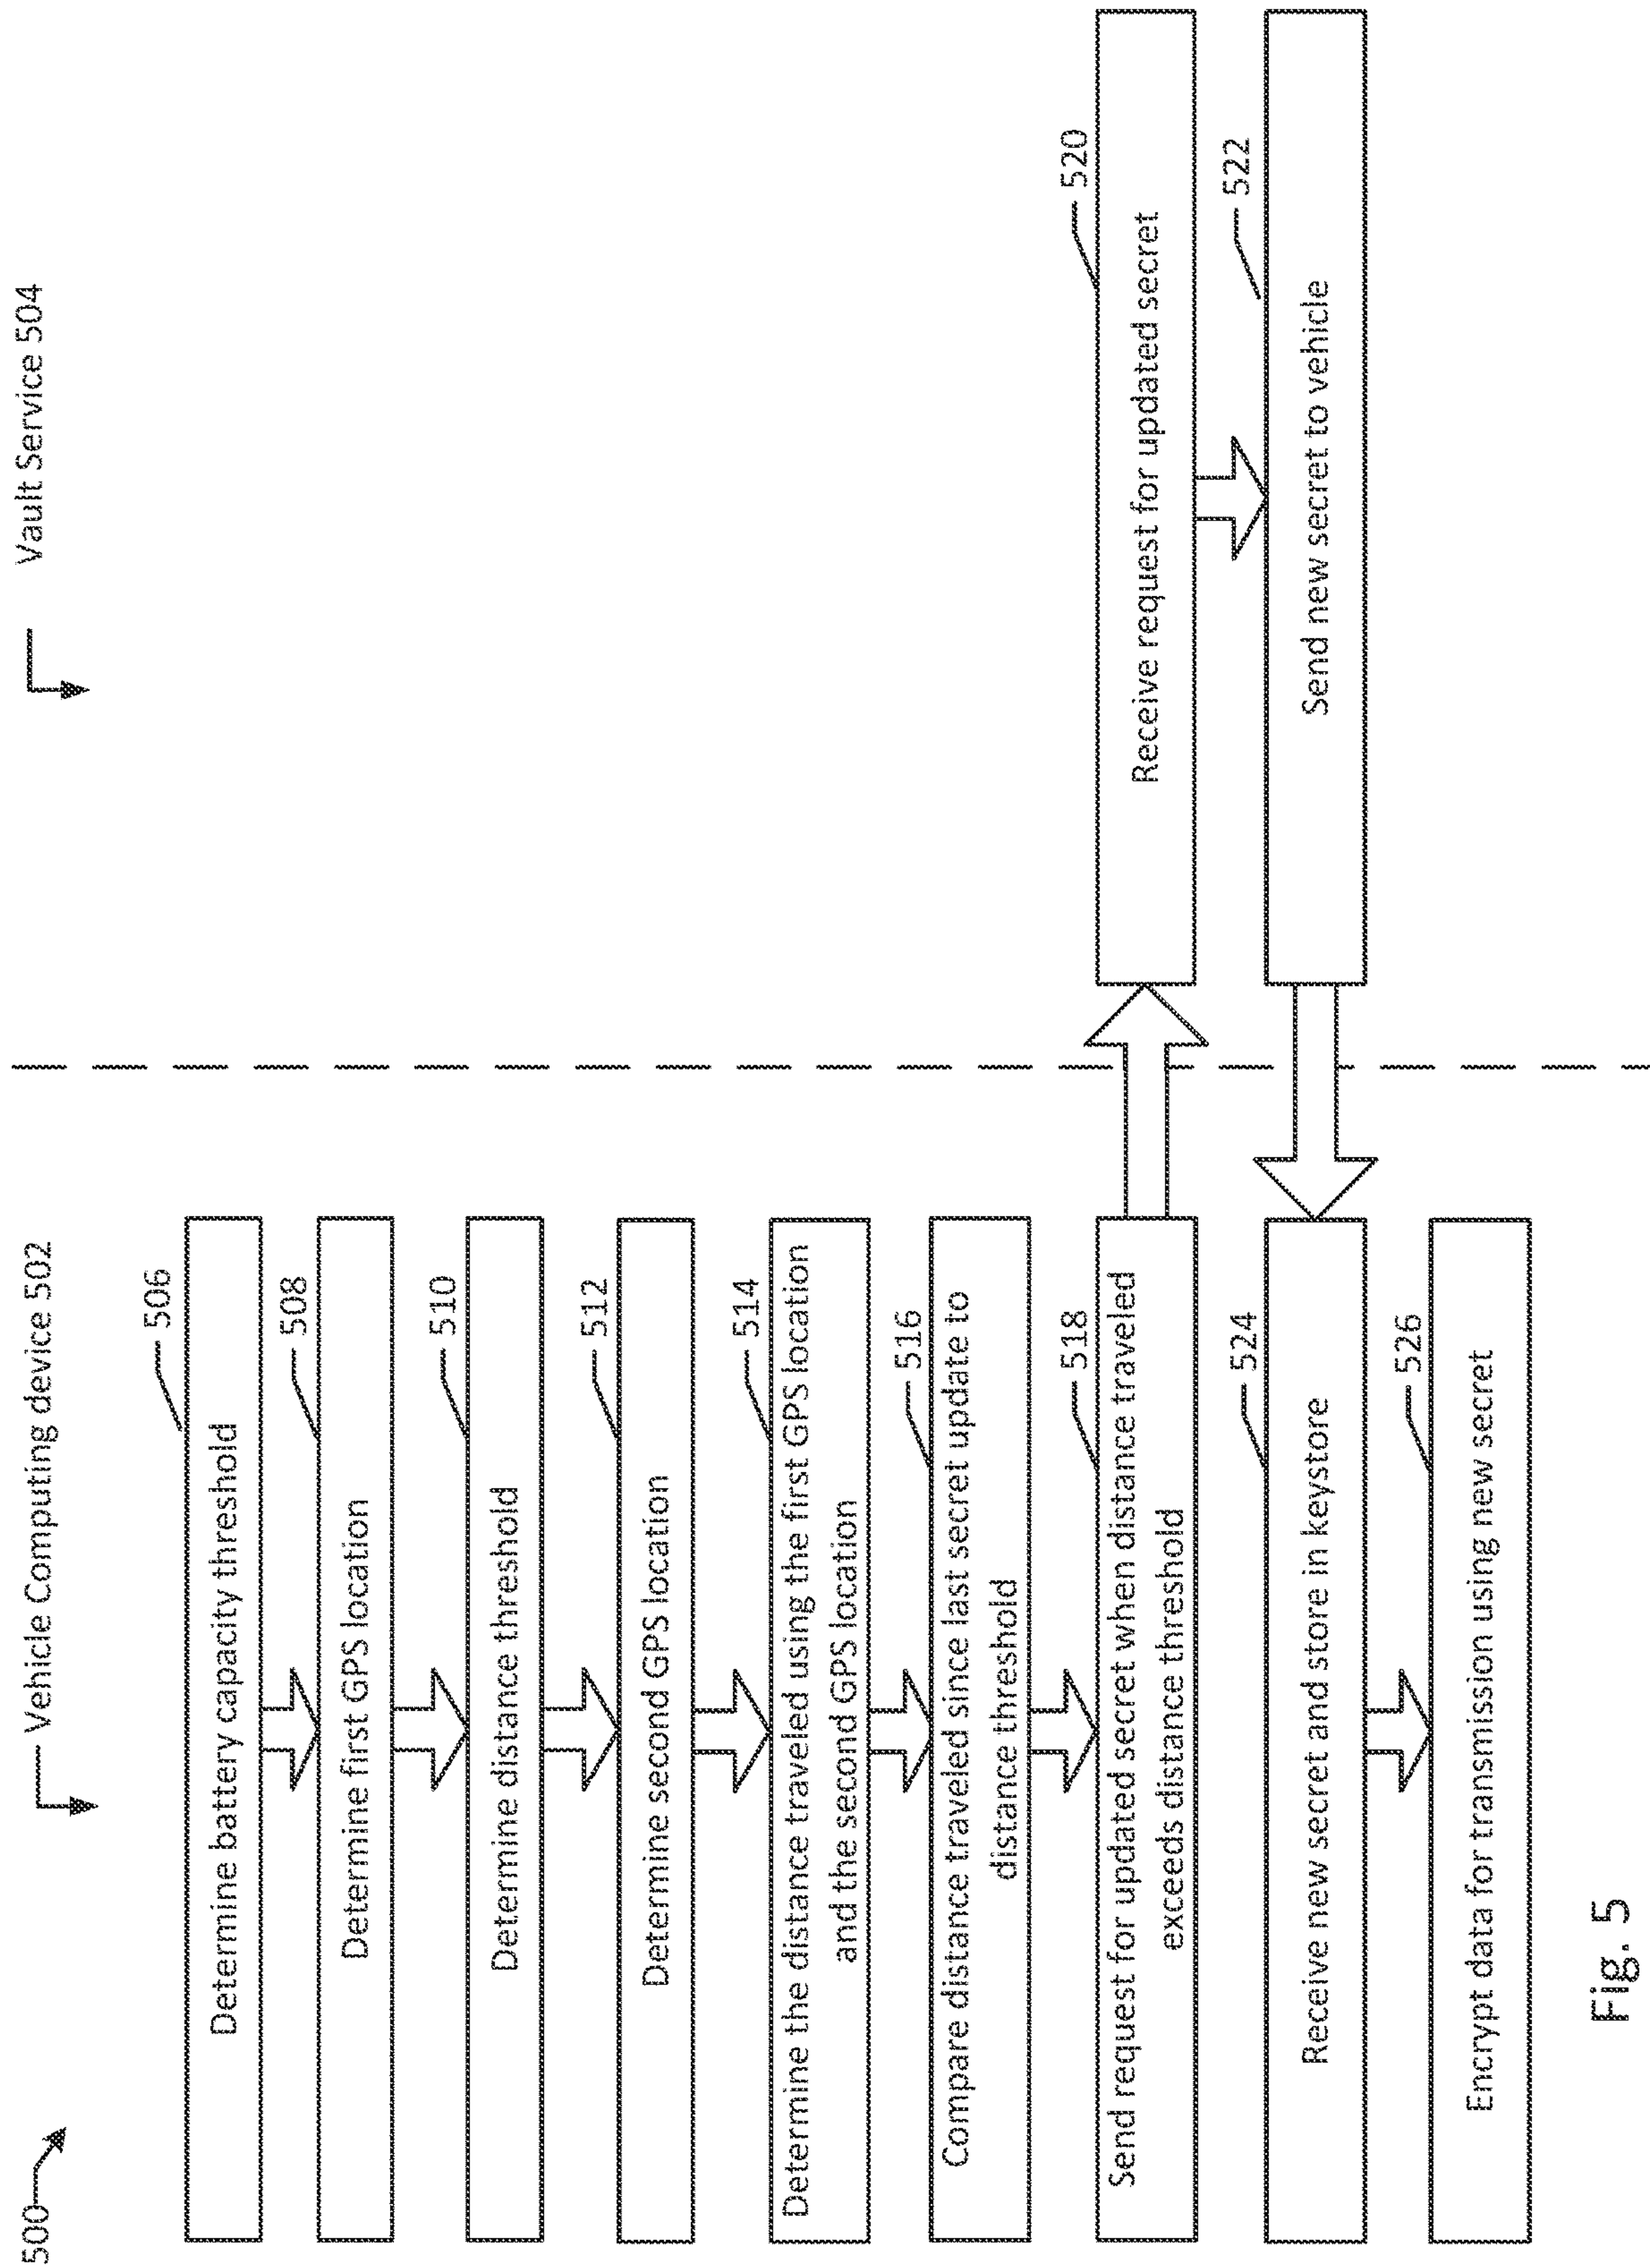 500
Vehicle Computing device 502
Vault Service 504
506
Determine battery capacity threshold
508
Determine first GPS location
510
Determine distance threshold
512
Determine second GPS location
514
Determine the distance traveled using the first GPS location
and the second GPS location
516
Compare distance traveled since last secret update to
distance threshold
518
Send request for updated secret when distance traveled
exceeds distance threshold
520
Receive request for updated secret
522
Send new secret to vehicle
524
Receive new secret and store in keystore
526
Encrypt data for transmission using new secret
Fig. 5